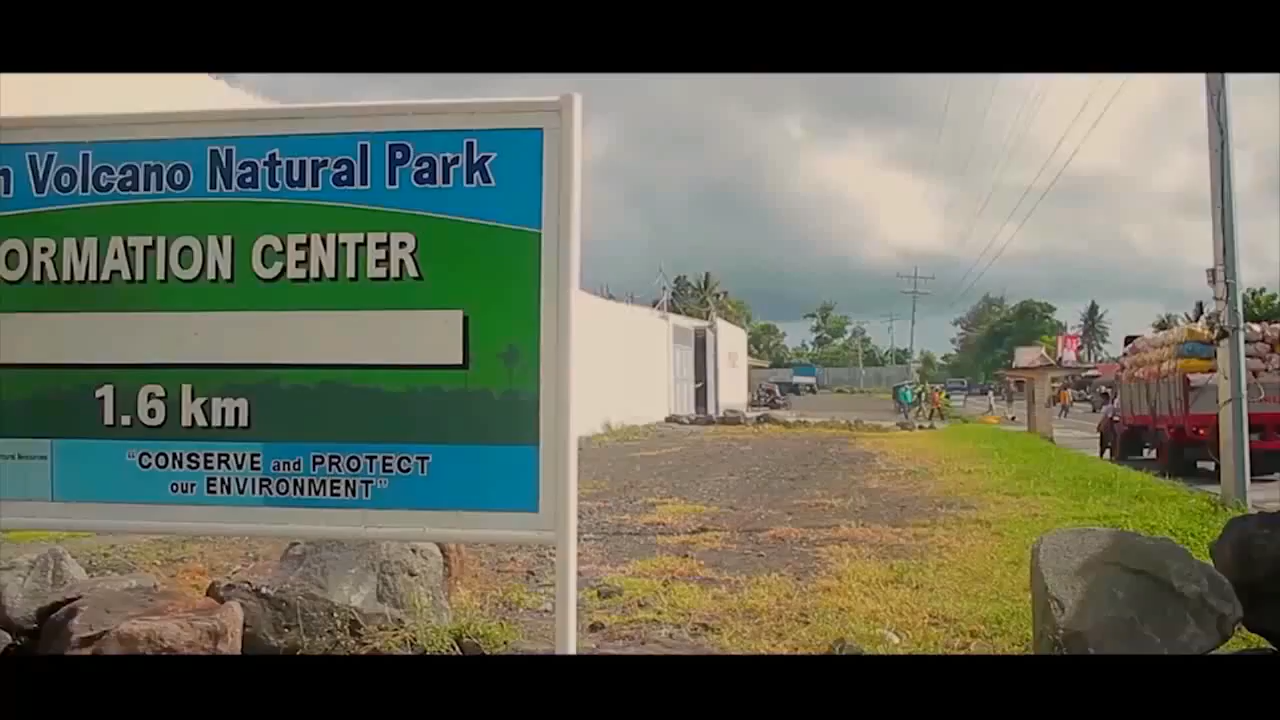 n Volcano Natural Park
ORMATION CENTER
1.6 km
"CONSERVE and PROTECT
our ENVIRONMENT"